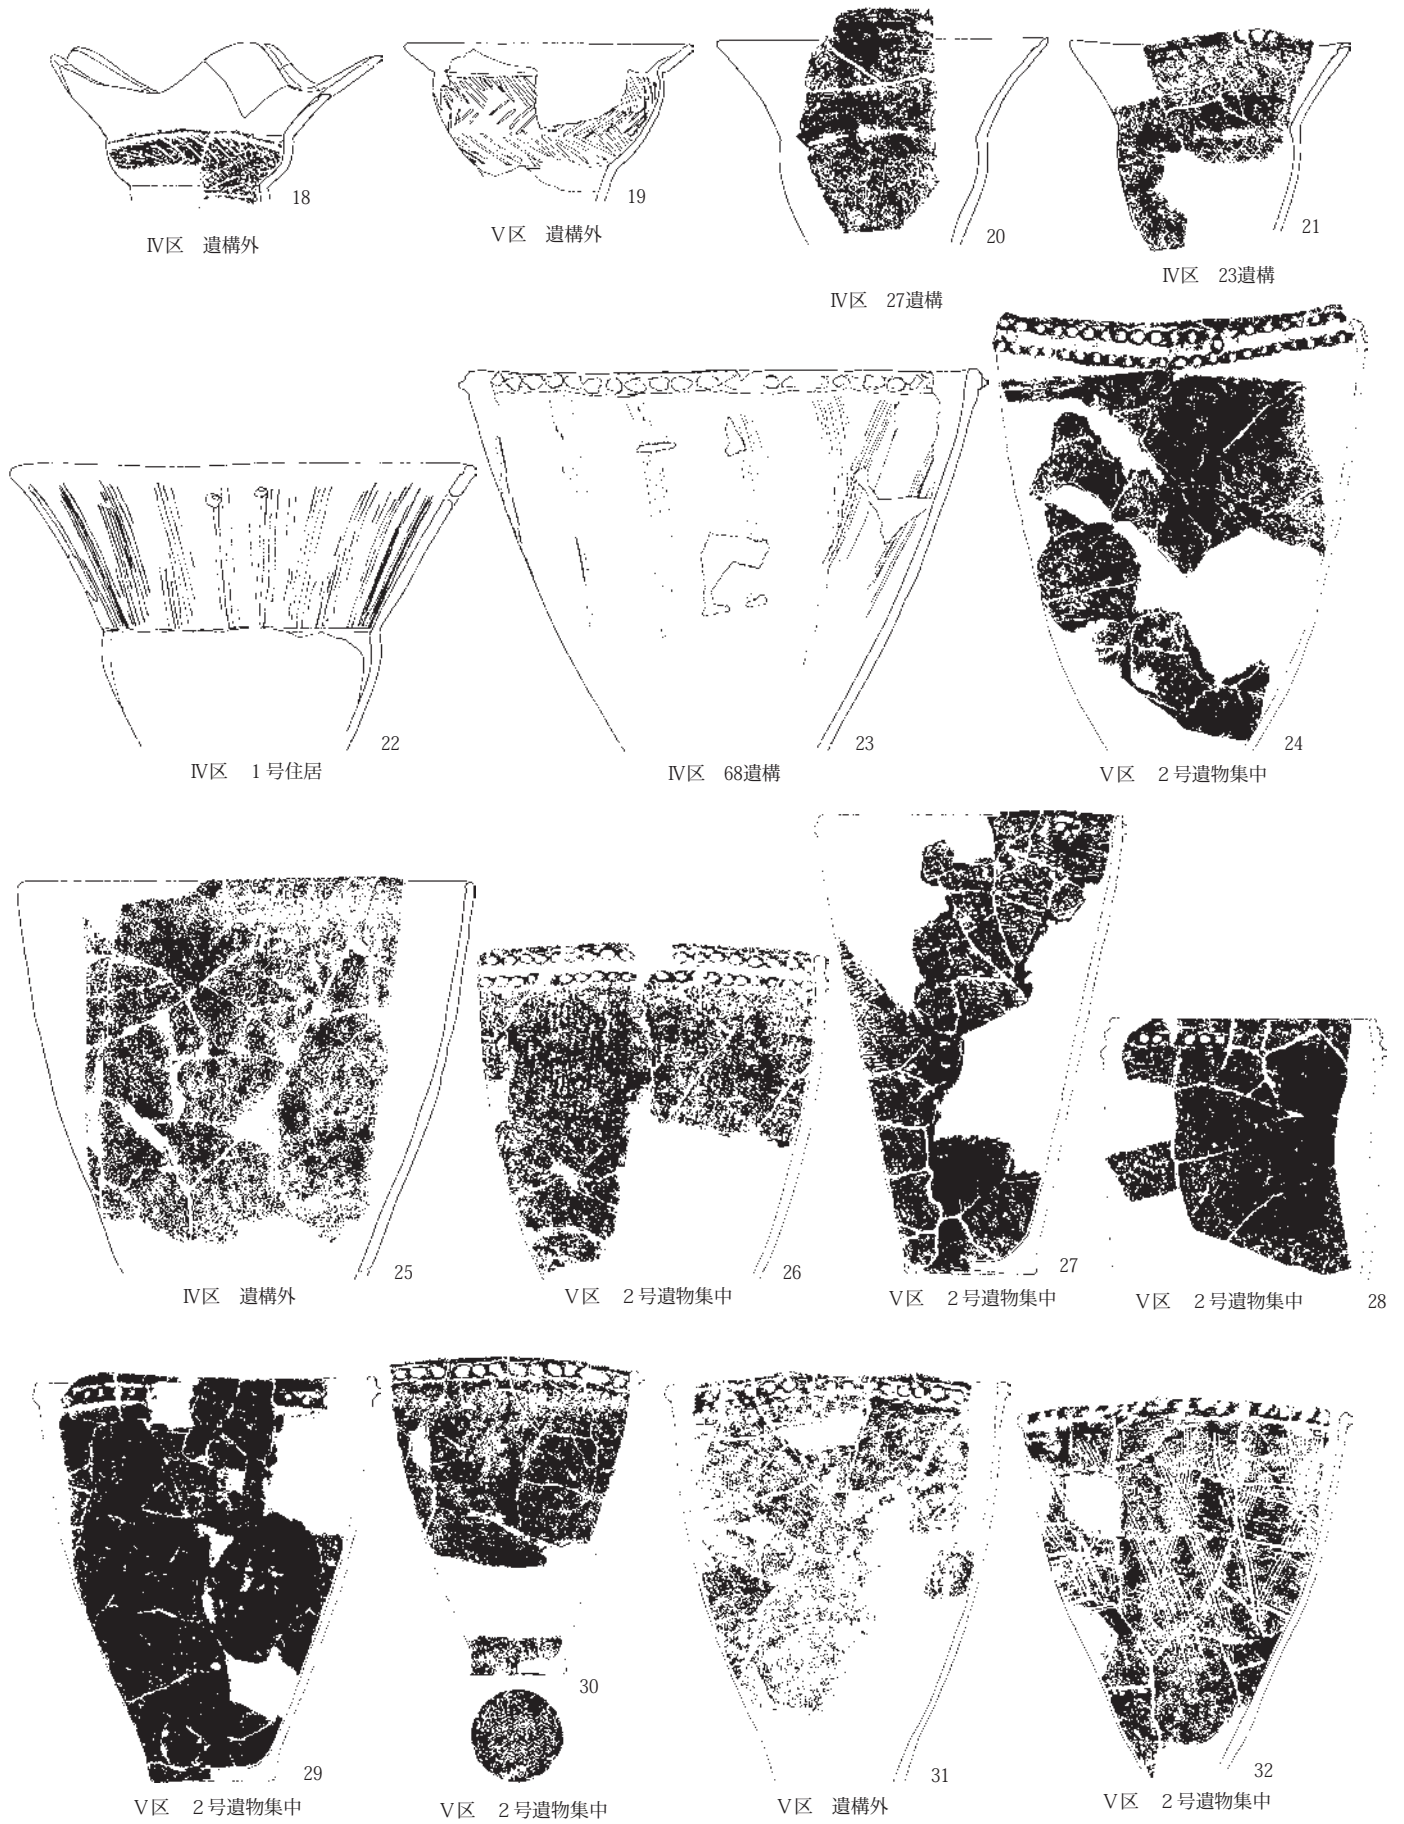 18
Ⅳ区　遺構外
19
Ⅴ区　遺構外
20
Ⅳ区　27遺構
21
Ⅳ区　23遺構
22
Ⅳ区　1号住居
23
Ⅳ区　68遺構
24
Ⅴ区　2号遺物集中
25
Ⅳ区　遺構外
26
Ⅴ区　2号遺物集中
27
Ⅴ区　2号遺物集中
Ⅴ区　2号遺物集中　28
29
Ⅴ区　2号遺物集中
30
Ⅴ区　2号遺物集中
31
Ⅴ区　遺構外
32
Ⅴ区　2号遺物集中